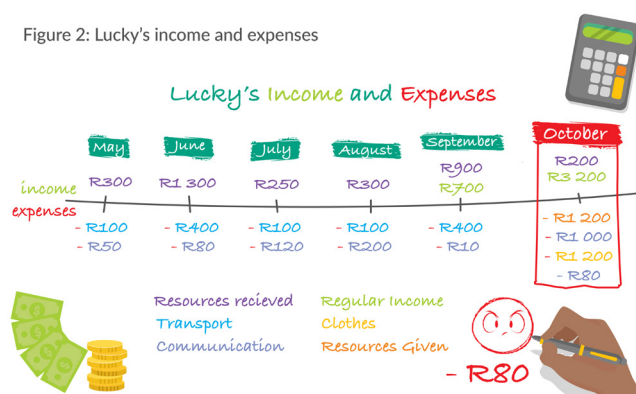 Figure 2: Lucky's income and expenses
Lucky's Income and Expenses
May June July August September October
R300 R1 300 R250 R300 R900 R200
R700 R3 200
income
expenses
- R100 - R400 - R100 - R100 - R400 - R1 200
- R50 - R80 - R120 - R200 - R10 - R1 000
- R1 200
- R80
Resources recieved Regular Income
Transport Clothes
Communication Resources Given
- R80